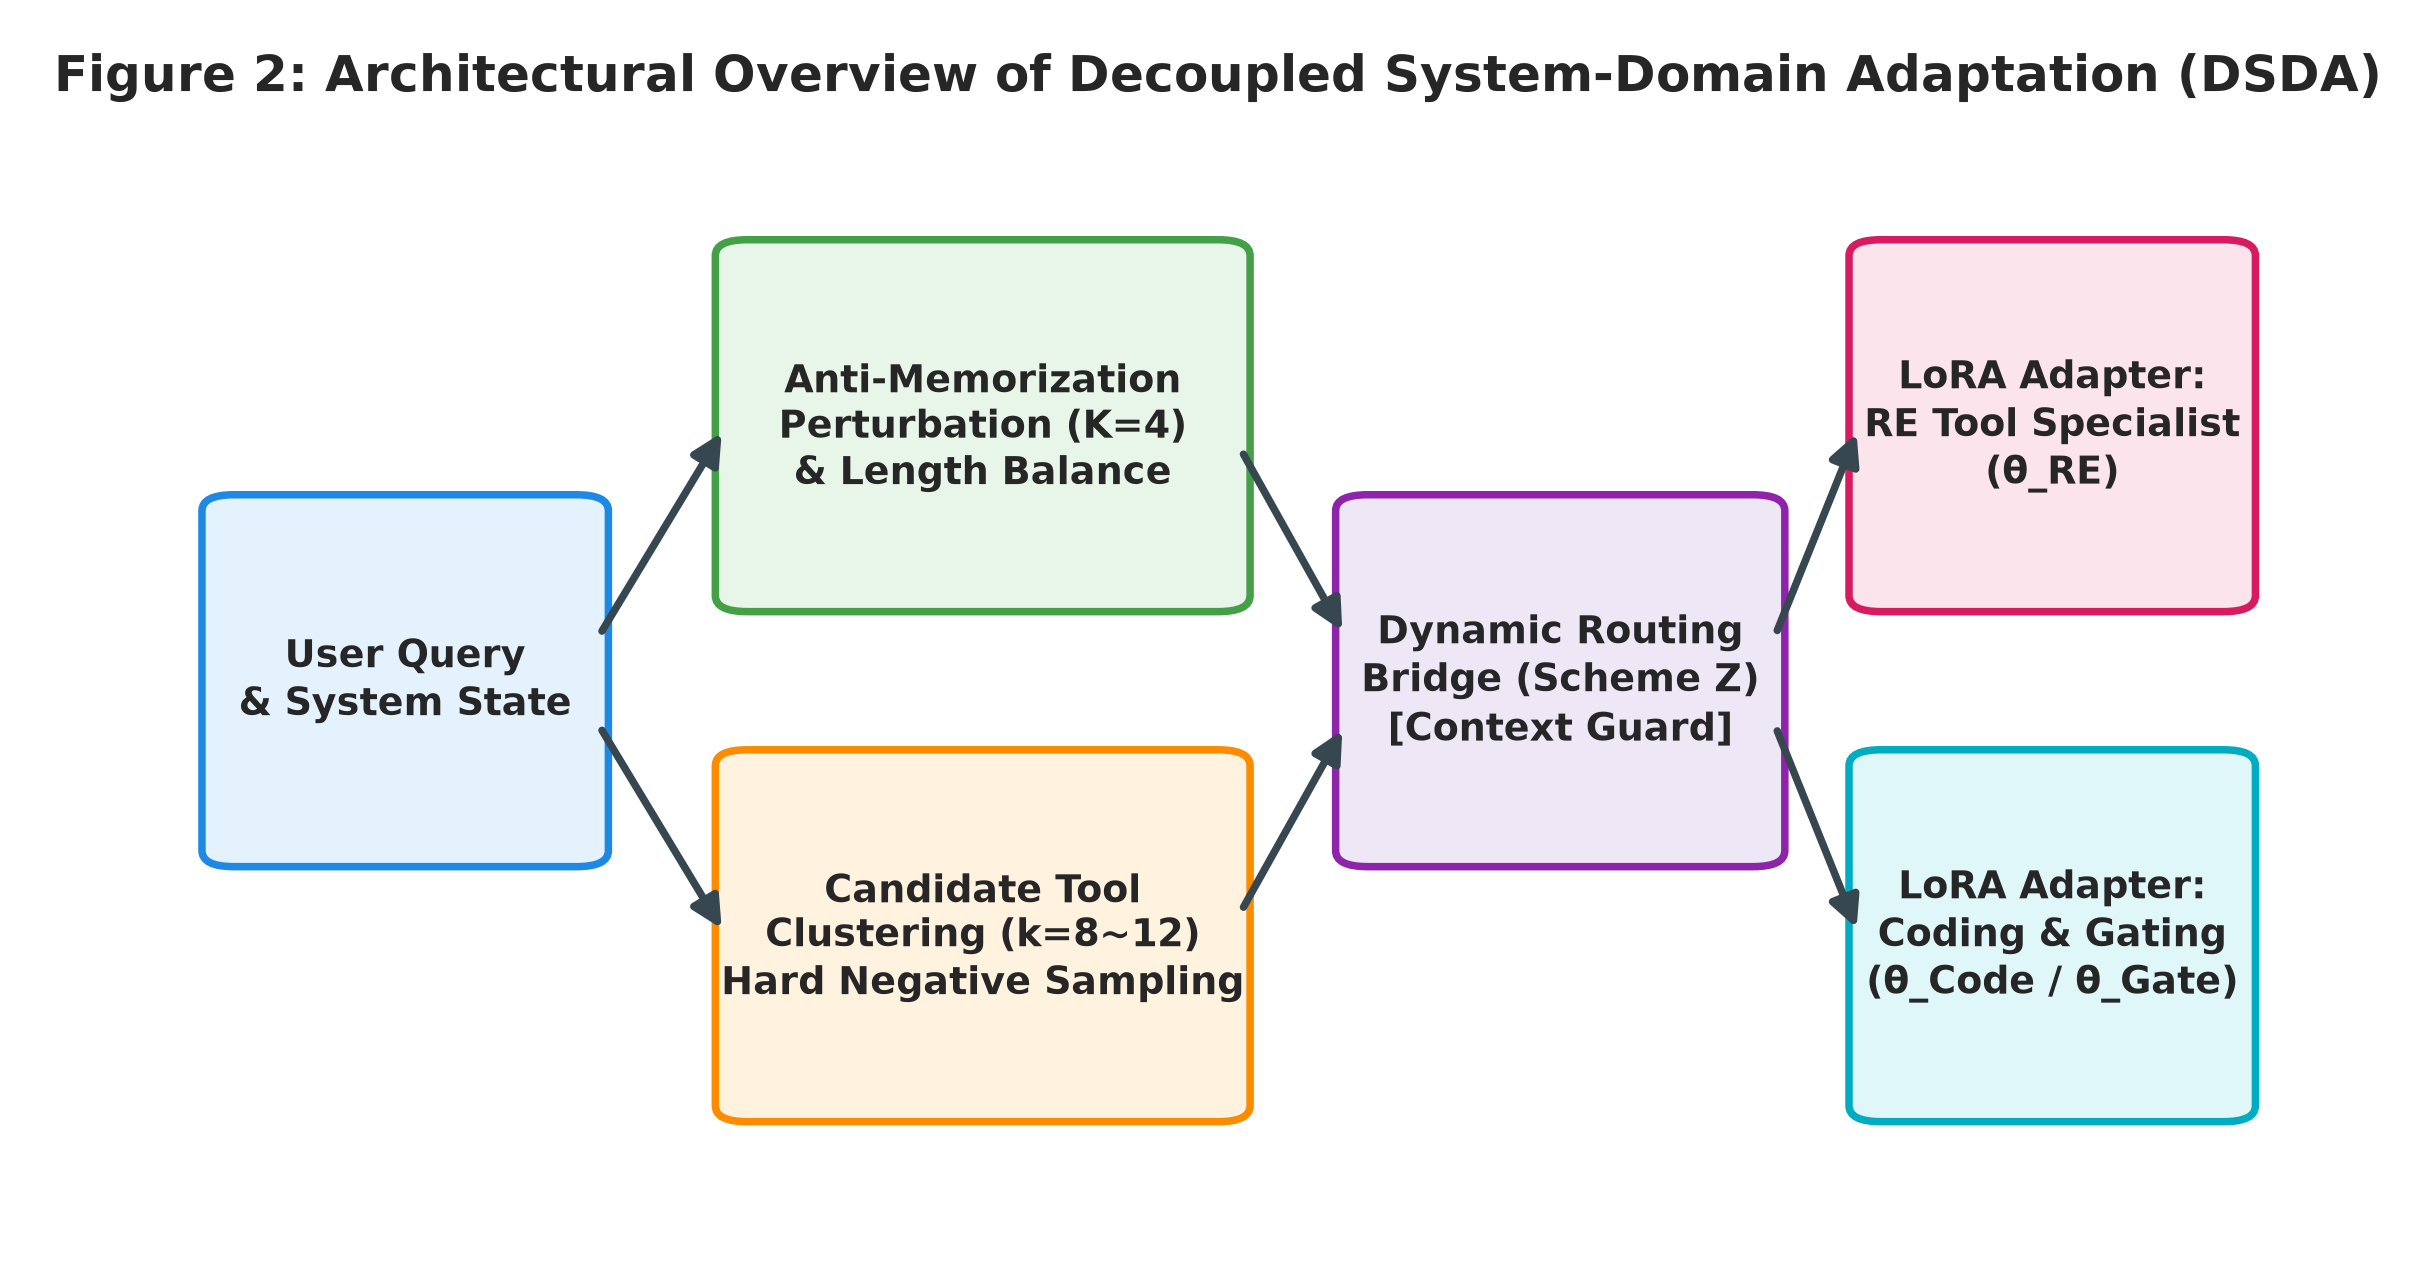 Figure 2: Architectural Overview of Decoupled System-Domain Adaptation (DSDA)
User Query
& System State
Anti-Memorization
Perturbation (K=4)
& Length Balance
Candidate Tool
Clustering (k=8~12)
Hard Negative Sampling
Dynamic Routing
Bridge (Scheme Z)
[Context Guard]
LoRA Adapter:
RE Tool Specialist
(θ_RE)
LoRA Adapter:
Coding & Gating
(θ_Code / θ_Gate)